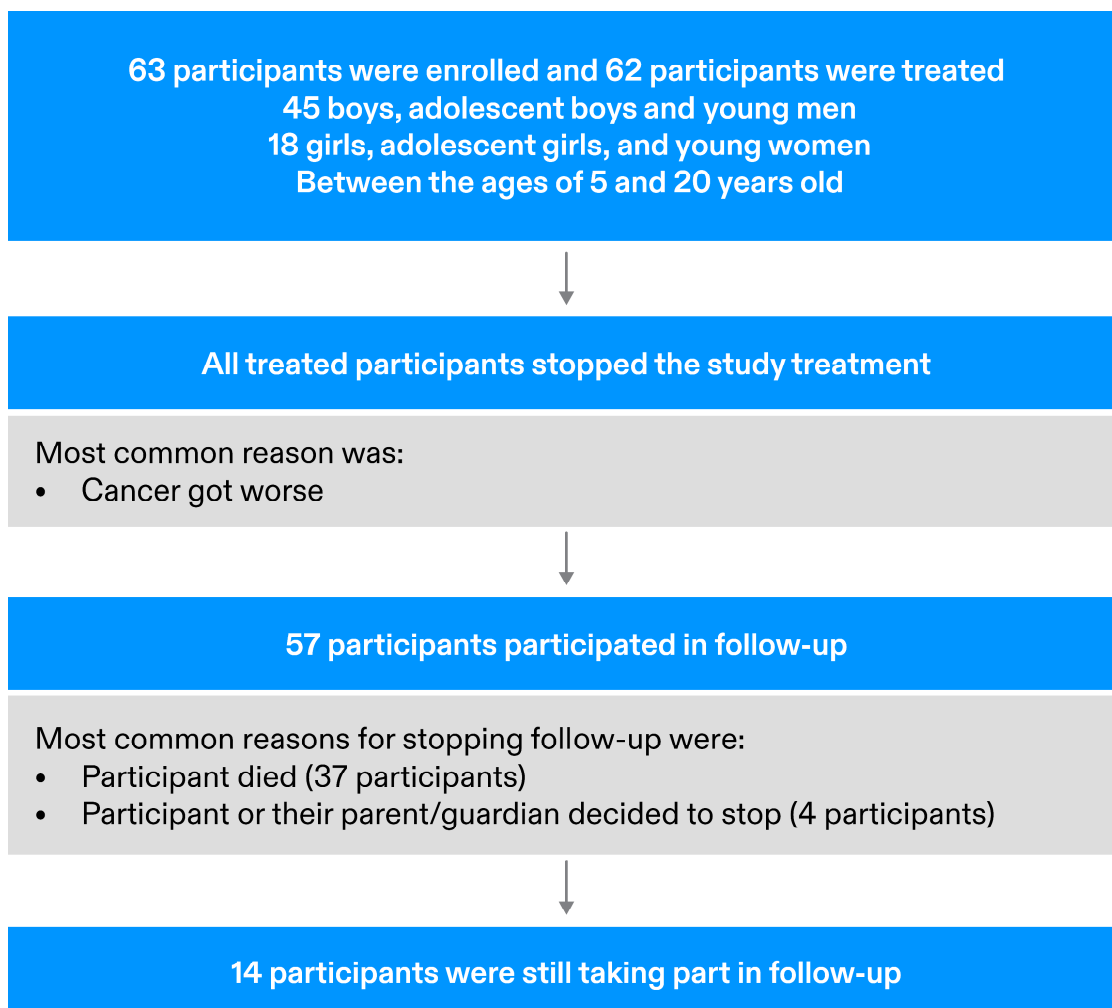 63 participants were enrolled and 62 participants were treated
45 boys, adolescent boys and young men
18 girls, adolescent girls, and young women
Between the ages of 5 and 20 years old
All treated participants stopped the study treatment
Most common reason was:
• Cancer got worse
57 participants participated in follow-up
Most common reasons for stopping follow-up were:
• Participant died (37 participants)
• Participant or their parent/guardian decided to stop (4 participants)
14 participants were still taking part in follow-up